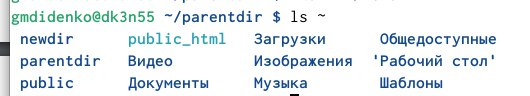 gmdidenko@dk3n55 ~/parentdir $ ls ~
newdir public_html Загрузки Общедоступные
parentdir Видео Изображения 'Рабочий стол'
public Документы Музыка Шаблоны